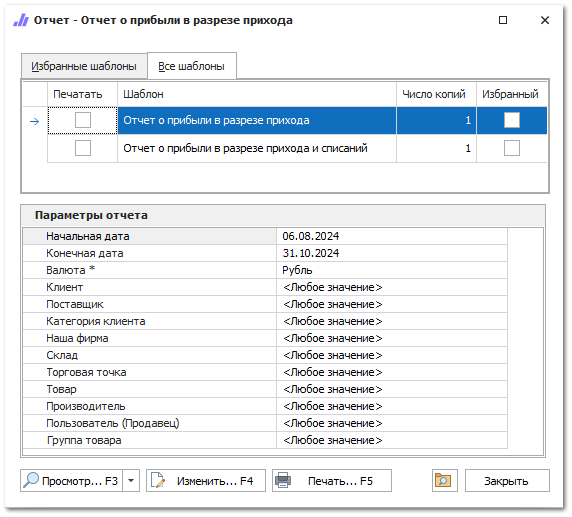 Отчет - Отчет о прибыли в разрезе прихода
Избранные шаблоны Все шаблоны
Печатать Шаблон Число копий Избранный
Отчет о прибыли в разрезе прихода 1
Отчет о прибыли в разрезе прихода и списаний 1
Параметры отчета
Начальная дата 06.08.2024
Конечная дата 31.10.2024
Валюта * Рубль
Клиент <Любое значение>
Поставщик <Любое значение>
Категория клиента <Любое значение>
Наша фирма <Любое значение>
Склад <Любое значение>
Торговая точка <Любое значение>
Товар <Любое значение>
Производитель <Любое значение>
Пользователь (Продавец) <Любое значение>
Группа товара <Любое значение>
Просмотр... F3 Изменить... F4 Печать... F5 Закрыть